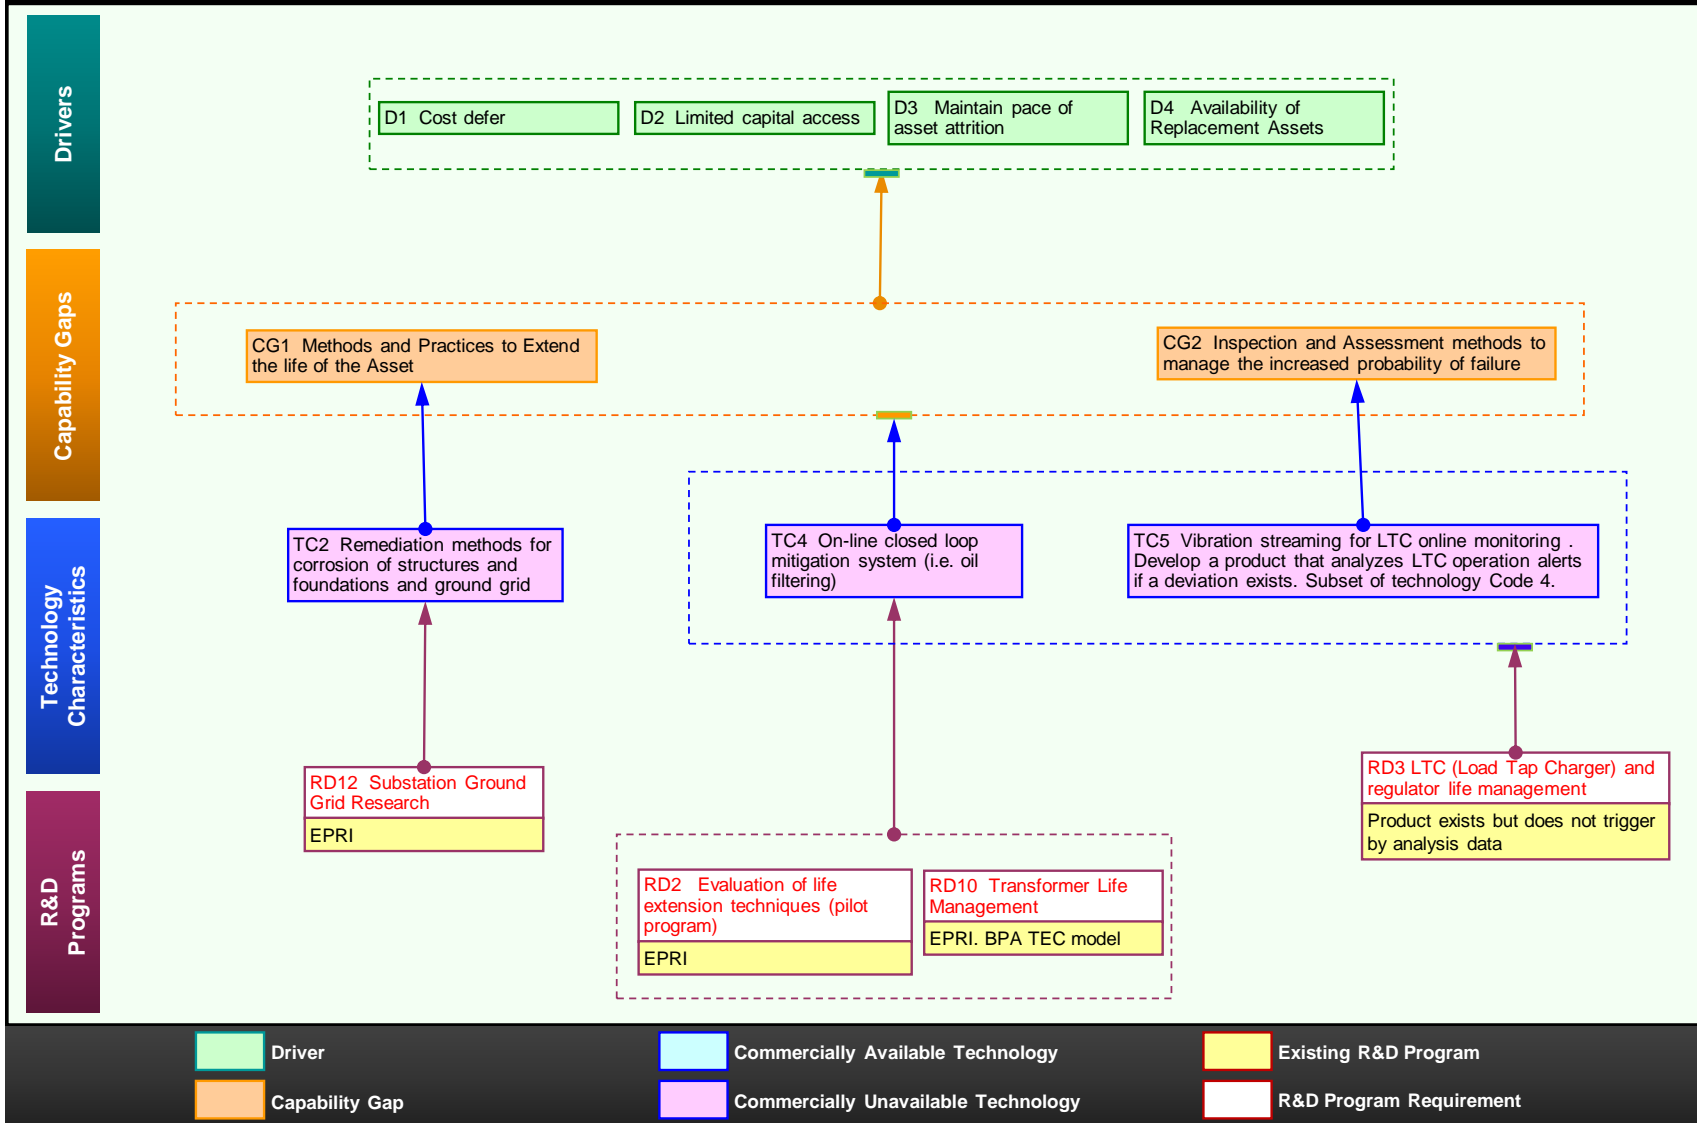 Drivers
D1 Cost defer
D2 Limited capital access
D3 Maintain pace of
asset attrition
D4 Availability of
Replacement Assets
Capability Gaps
CG1 Methods and Practices to Extend
the life of the Asset
CG2 Inspection and Assessment methods to
manage the increased probability of failure
Technology
Characteristics
TC2 Remediation methods for
corrosion of structures and
foundations and ground grid
TC4 On-line closed loop
mitigation system (i.e. oil
filtering)
TC5 Vibration streaming for LTC online monitoring .
Develop a product that analyzes LTC operation alerts
if a deviation exists. Subset of technology Code 4.
R&D
Programs
RD12 Substation Ground
Grid Research
EPRI
RD2 Evaluation of life
extension techniques (pilot
program)
EPRI
RD10 Transformer Life
Management
EPRI. BPA TEC model
RD3 LTC (Load Tap Charger) and
regulator life management
Product exists but does not trigger
by analysis data
Driver
Commercially Available Technology
Existing R&D Program
Capability Gap
Commercially Unavailable Technology
R&D Program Requirement